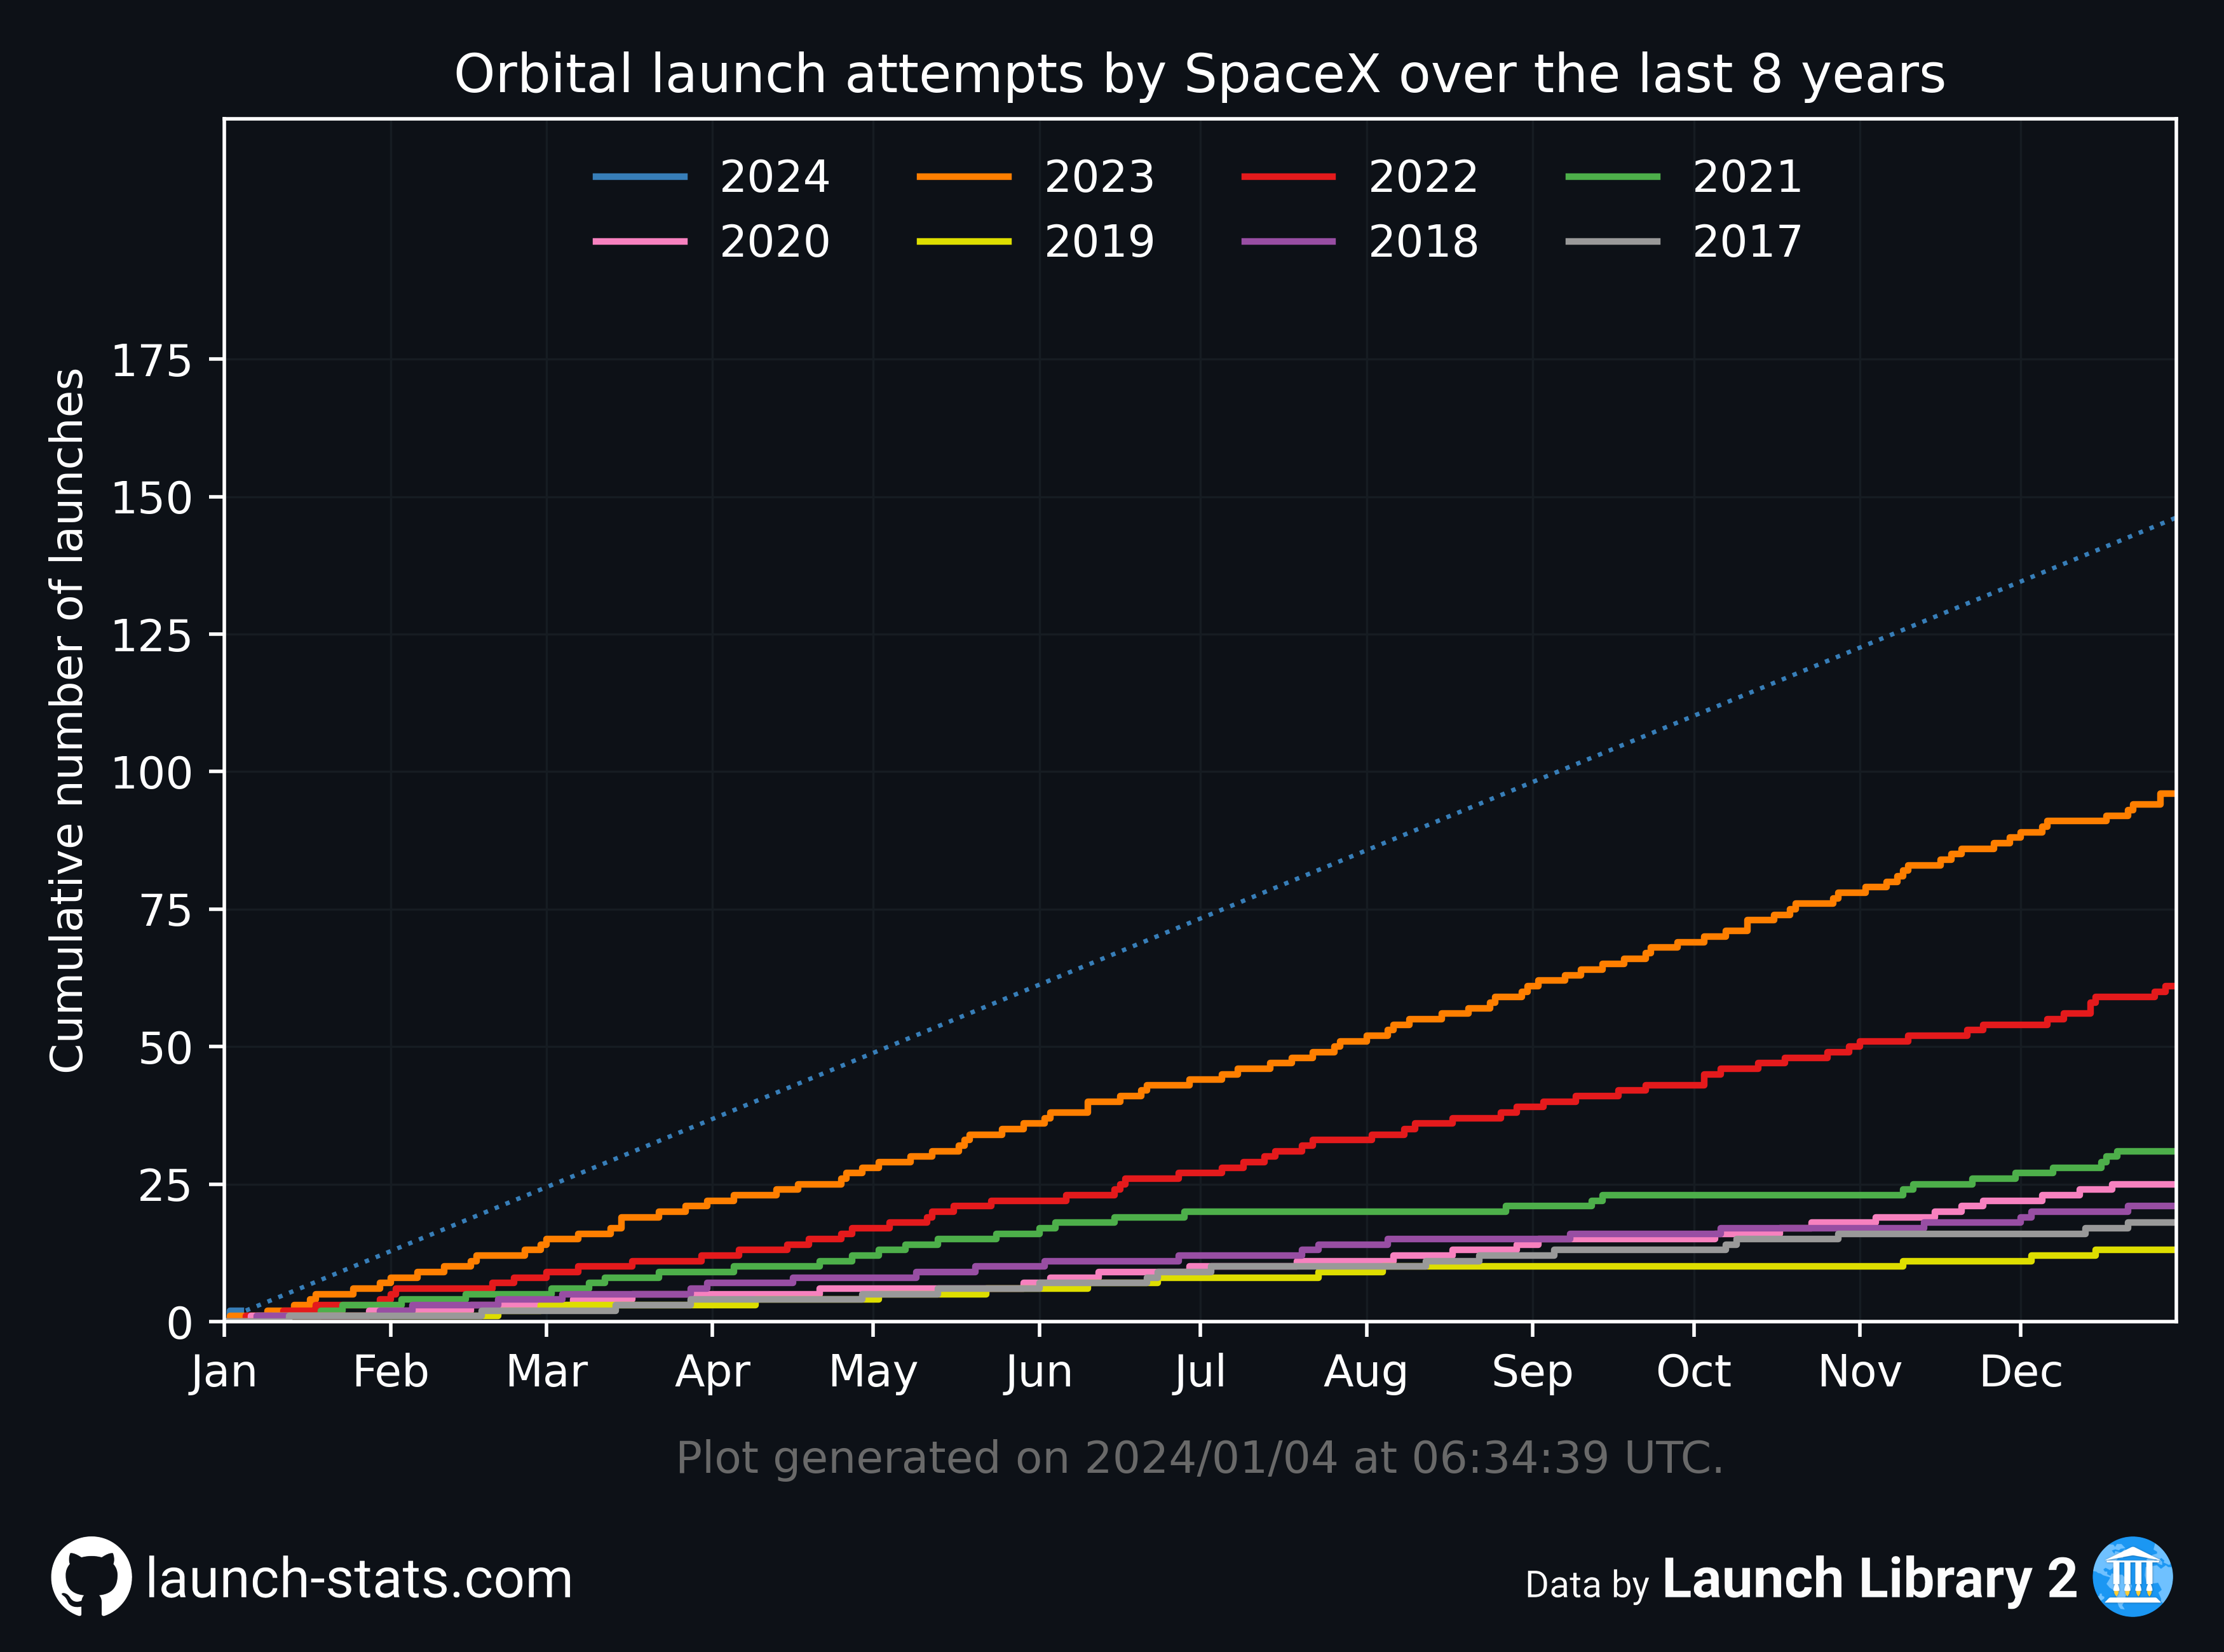 Orbital launch attempts by SpaceX over the last 8 years
2024 2023 2022 2021
2020 2019 2018 2017
Cumulative number of launches
175
150
125
100
75
50
25
0
Jan Feb Mar Apr May Jun Jul Aug Sep Oct Nov Dec
Plot generated on 2024/01/04 at 06:34:39 UTC.
launch-stats.com
Data by Launch Library 2